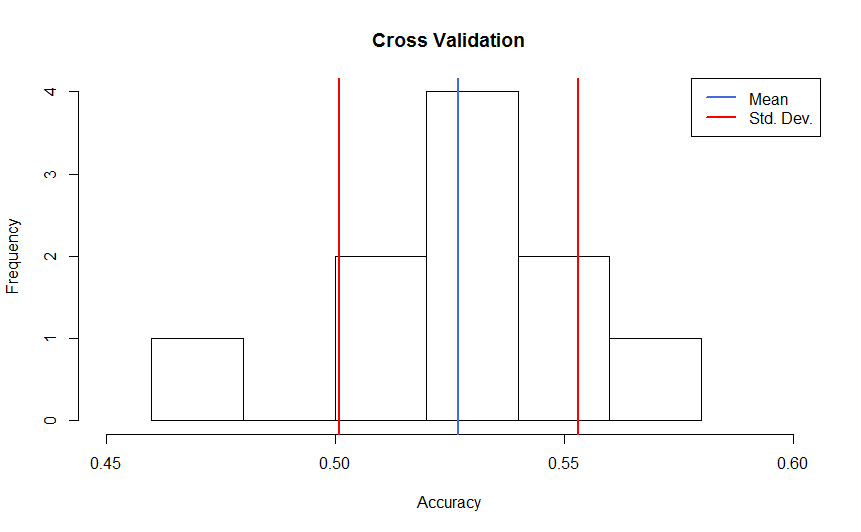 Cross Validation
Mean
Std. Dev.
Frequency
4
3
2
1
0
0.45 0.50 0.55 0.60
Accuracy